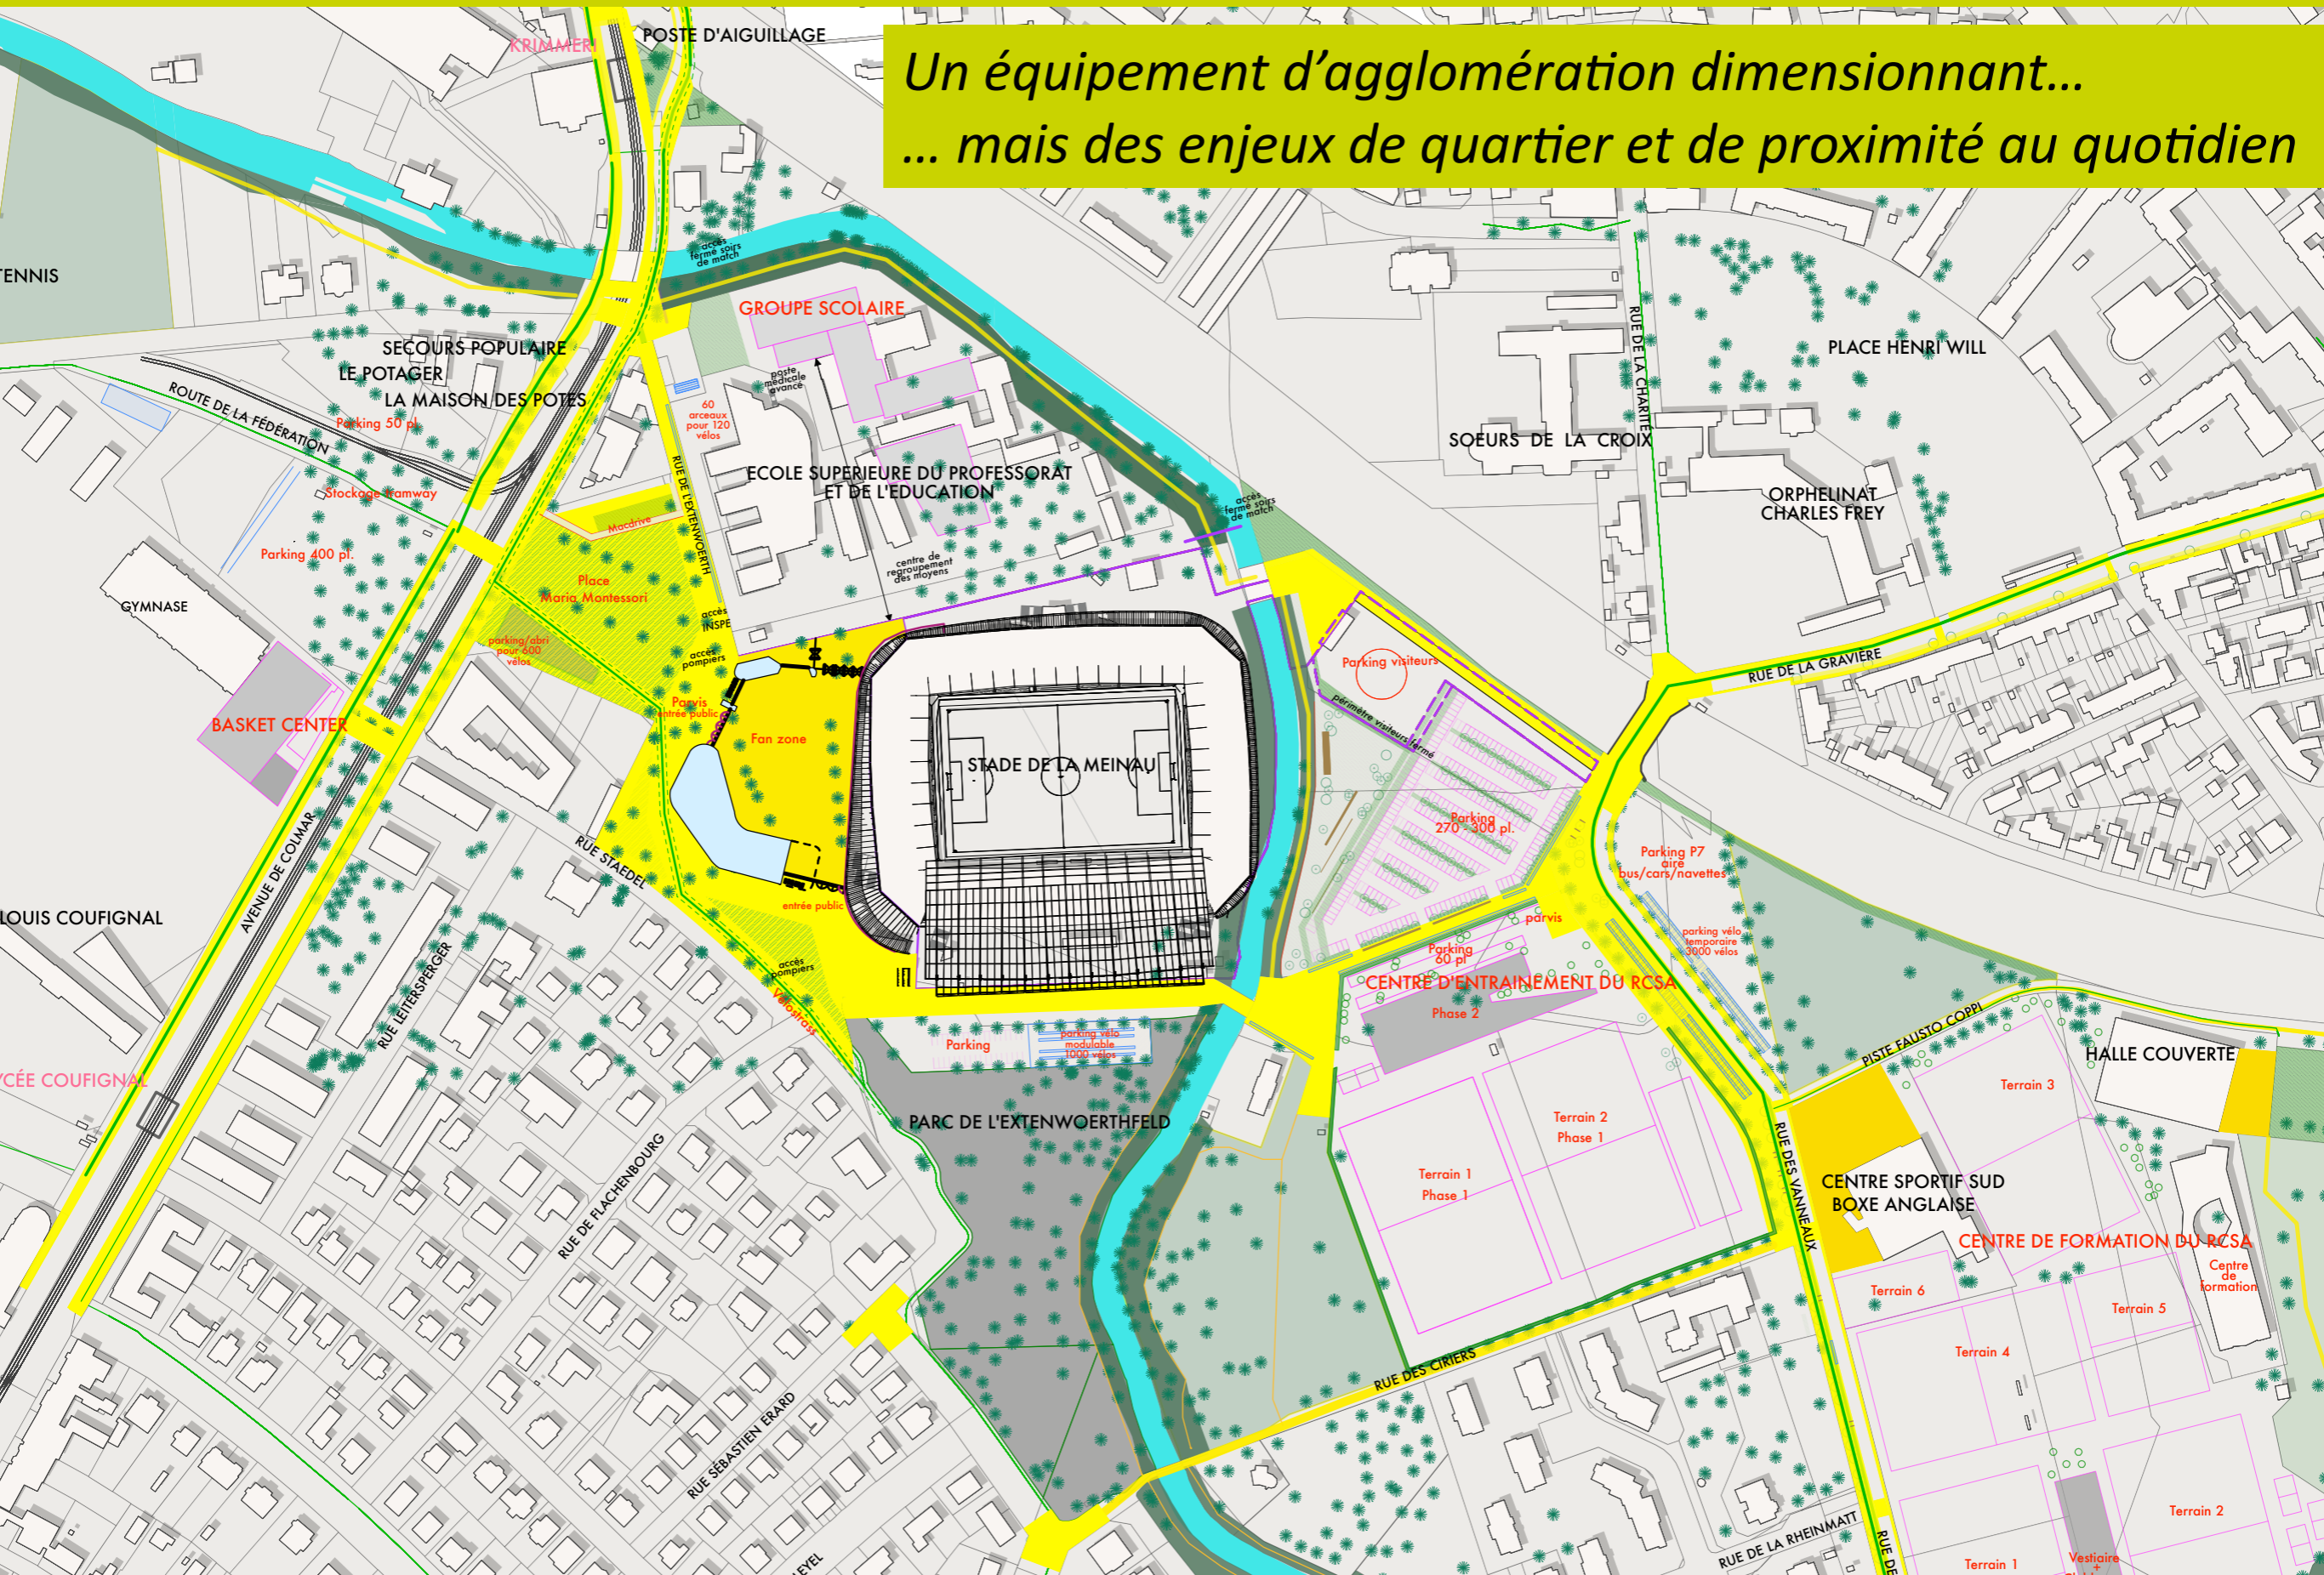 Un équipement d’agglomération dimensionnant...
... mais des enjeux de quartier et de proximité au quotidien
KRIMMERI
POSTE D'AIGUILLAGE
TENNIS
accès
fermé soirs
de match
GROUPE SCOLAIRE
SECOURS POPULAIRE
LE POTAGER
LA MAISON DES POTES
Parking 50 pl.
ROUTE DE LA FÉDÉRATION
Stockage tramway
Parking 400 pl.
GYMNASE
BASKET CENTER
poste
médicale
avancé
60
arceaux
pour 120
vélos
RUE DE L'EXTENWOERTH
ECOLE SUPERIEURE DU PROFESSORAT
ET DE L'EDUCATION
Macdrive
Place
Maria Montessori
parking/abri
pour 600
vélos
centre de
regroupement
des moyens
accès
INSPE
accès
pompiers
Parvis
entrée public
Fan zone
entrée public
STADE DE LA MEINAU
accès
fermé soirs
de match
RUE DE LA CHARITÉ
PLACE HENRI WILL
SOEURS DE LA CROIX
ORPHELINAT
CHARLES FREY
RUE DE LA GRAVIÈRE
Parking visiteurs
périmètre visiteurs fermé
Parking
270 - 300 pl.
Parking P7
aire
bus/cars/navettes
parvis
parking vélo
temporaire
3000 vélos
Parking
60 pl
CENTRE D'ENTRAINEMENT DU RCSA
Phase 2
AVENUE DE COLMAR
RUE STAEDEL
LOUIS COUFIGNAL
RUE LEITERSPERGER
YCÉE COUFIGNAL
accès
pompiers
Vélostrass
Parking
parking vélo
modulable
1000 vélos
PARC DE L'EXTENWOERTHFELD
RUE DE FLACHENBOURG
RUE SÉBASTIEN ERARD
LEYEL
Terrain 2
Phase 1
Terrain 1
Phase 1
RUE DES CIRIERS
PISTE FAUSTO COPPI
HALLE COUVERTE
Terrain 3
RUE DES VANNEAUX
CENTRE SPORTIF SUD
BOXE ANGLAISE
CENTRE DE FORMATION DU RCSA
Centre
de
formation
Terrain 6
Terrain 5
Terrain 4
Terrain 2
RUE DE LA RHEINMATT
RUE DE
Terrain 1
Vestiaire
+